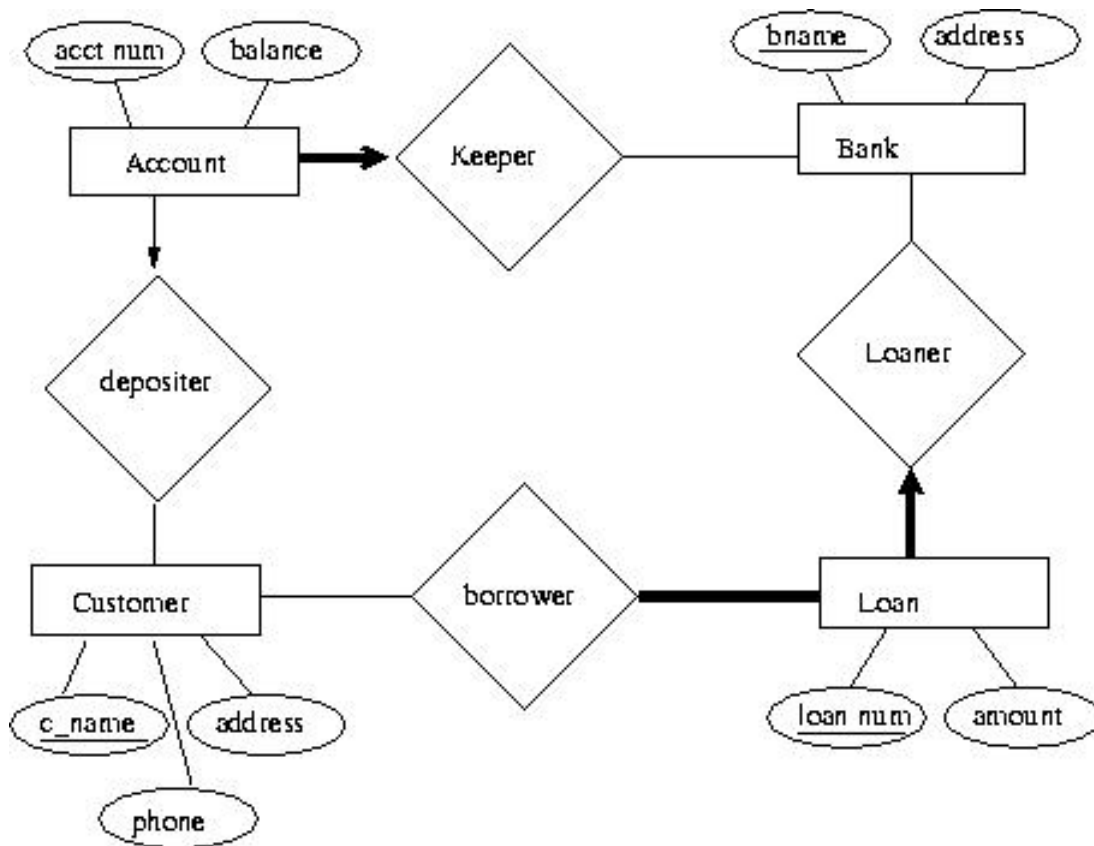 acct num
balance
bname
address
Account
Keeper
Bank
depositer
Loaner
Customer
borrower
Loan
c_name
address
loan num
amount
phone